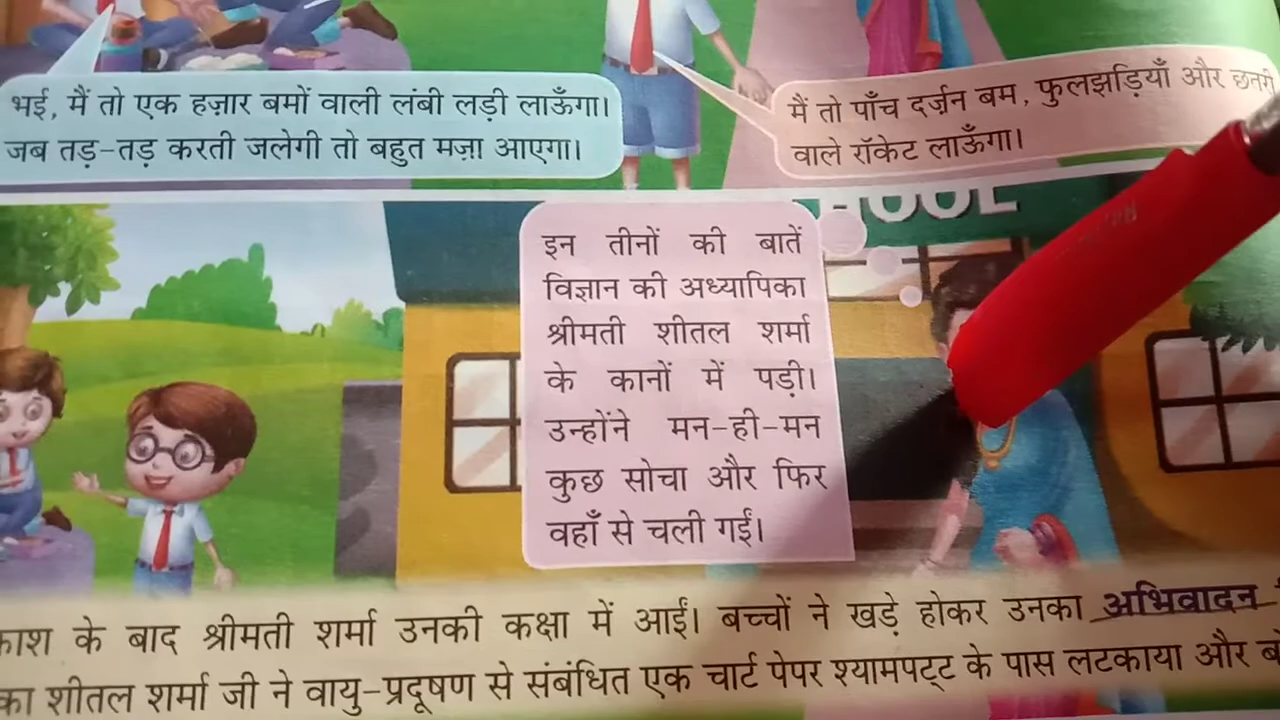 भई, मैं तो एक हज़ार बमों वाली लंबी लड़ी लाऊँगा।
जब तड़-तड़ करती जलेगी तो बहुत मज़ा आएगा।
मैं तो पाँच दर्ज़न बम, फुलझड़ियाँ और छतरी
वाले रॉकेट लाऊँगा।
इन तीनों की बातें
विज्ञान की अध्यापिका
श्रीमती शीतल शर्मा
के कानों में पड़ी।
उन्होंने मन-ही-मन
कुछ सोचा और फिर
वहाँ से चली गईं।
के बाद श्रीमती शर्मा उनकी कक्षा में आईं। बच्चों ने खड़े होकर उनका अभिवादन
शीतल शर्मा जी ने वायु-प्रदूषण से संबंधित एक चार्ट पेपर श्यामपट्ट के पास लटकाया और